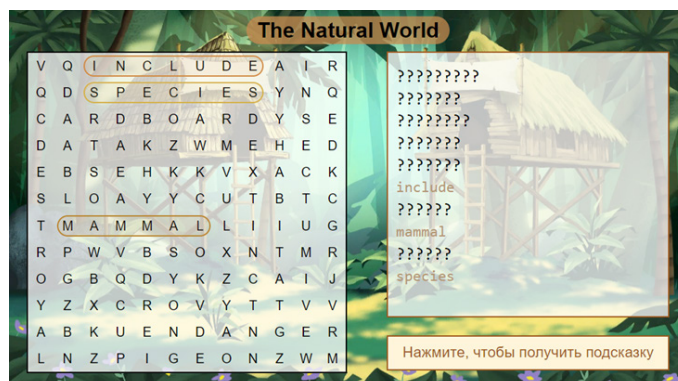 The Natural World
V Q I N C L U D E A I R
Q D S P E C I E S Y N Q
C A R D B O A R D Y S E
D A T A K Z W M E H E D
E B S E H K K V X A C K
S L O A Y Y C U T B T C
T M A M M A L L I I U G
R P W V B S O X N T M R
O G B Q D Y K Z C A I J
Y Z X C R O V Y T T V V
A B K U E N D A N G E R
L N Z P I G E O N Z W M
?????????
???????
????????
???????
???????
include
??????
mammal
??????
species
Нажмите, чтобы получить подсказку